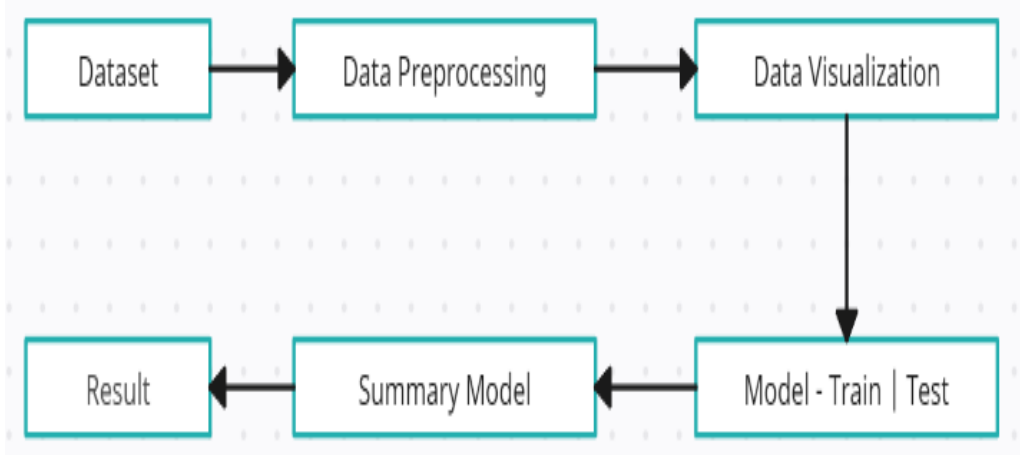 Dataset
Data Preprocessing
Data Visualization
Model - Train | Test
Summary Model
Result